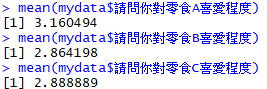 > mean(mydata$請問你對零食A喜愛程度)
[1] 3.160494
> mean(mydata$請問你對零食B喜愛程度)
[1] 2.864198
> mean(mydata$請問你對零食C喜愛程度)
[1] 2.888889